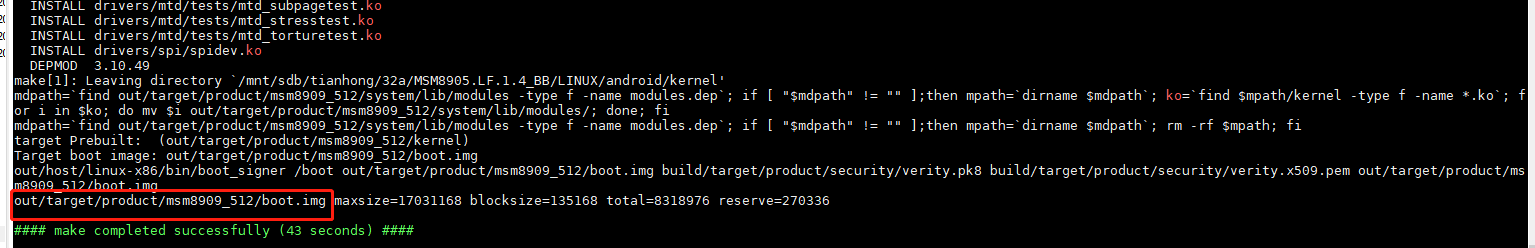 INSTALL drivers/mtd/tests/mtd_subpagetest.ko
INSTALL drivers/mtd/tests/mtd_stresstest.ko
INSTALL drivers/mtd/tests/mtd_torturetest.ko
INSTALL drivers/spi/spidev.ko
DEPMOD  3.10.49
make[1]: Leaving directory `/mnt/sdb/tianhong/32a/MSM8905.LF.1.4_BB/LINUX/android/kernel'
mdpath=`find out/target/product/msm8909_512/system/lib/modules -type f -name modules.dep`; if [ "$mdpath" != "" ];then mpath=`dirname $mdpath`; ko=`find $mpath/kernel -type f -name *.ko`; f
or i in $ko; do mv $i out/target/product/msm8909_512/system/lib/modules/; done; fi
mdpath=`find out/target/product/msm8909_512/system/lib/modules -type f -name modules.dep`; if [ "$mdpath" != "" ];then mpath=`dirname $mdpath`; rm -rf $mpath; fi
target Prebuilt:  (out/target/product/msm8909_512/kernel)
Target boot image: out/target/product/msm8909_512/boot.img
out/host/linux-x86/bin/boot_signer /boot out/target/product/msm8909_512/boot.img build/target/product/security/verity.pk8 build/target/product/security/verity.x509.pem out/target/product/ms
m8909_512/boot.img
out/target/product/msm8909_512/boot.img maxsize=17031168 blocksize=135168 total=8318976 reserve=270336
#### make completed successfully (43 seconds) ####